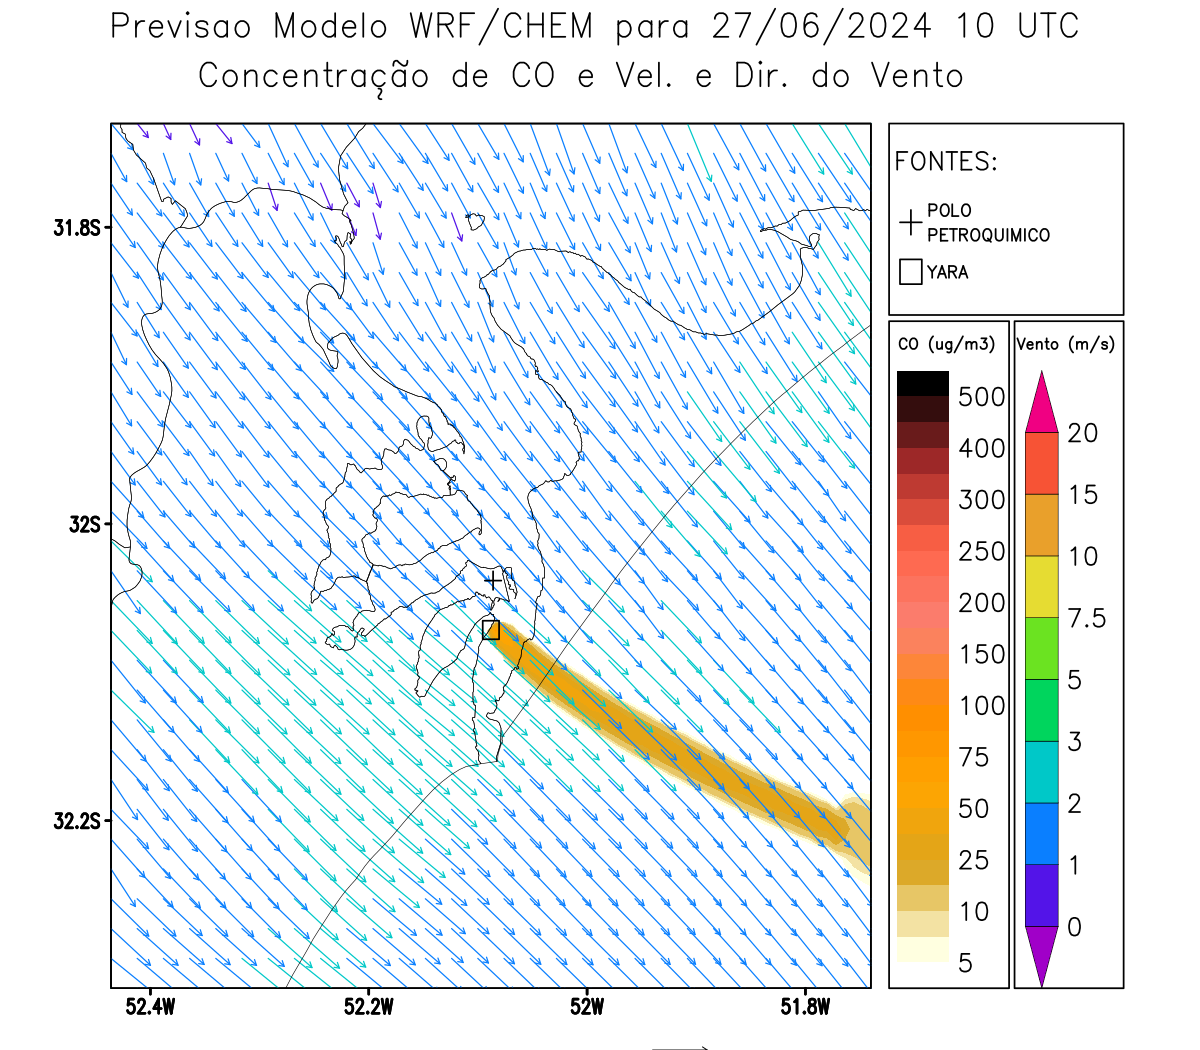 Previsao Modelo WRF/CHEM para 27/06/2024 10 UTC
Concentração de CO e Vel. e Dir. do Vento
FONTES:
POLO
PETROQUIMICO
YARA
CO (ug/m3)
500
400
300
250
200
150
100
75
50
25
10
5
Vento (m/s)
20
15
10
7.5
5
3
2
1
0
31.8S
32S
32.2S
52.4W
52.2W
52W
51.8W